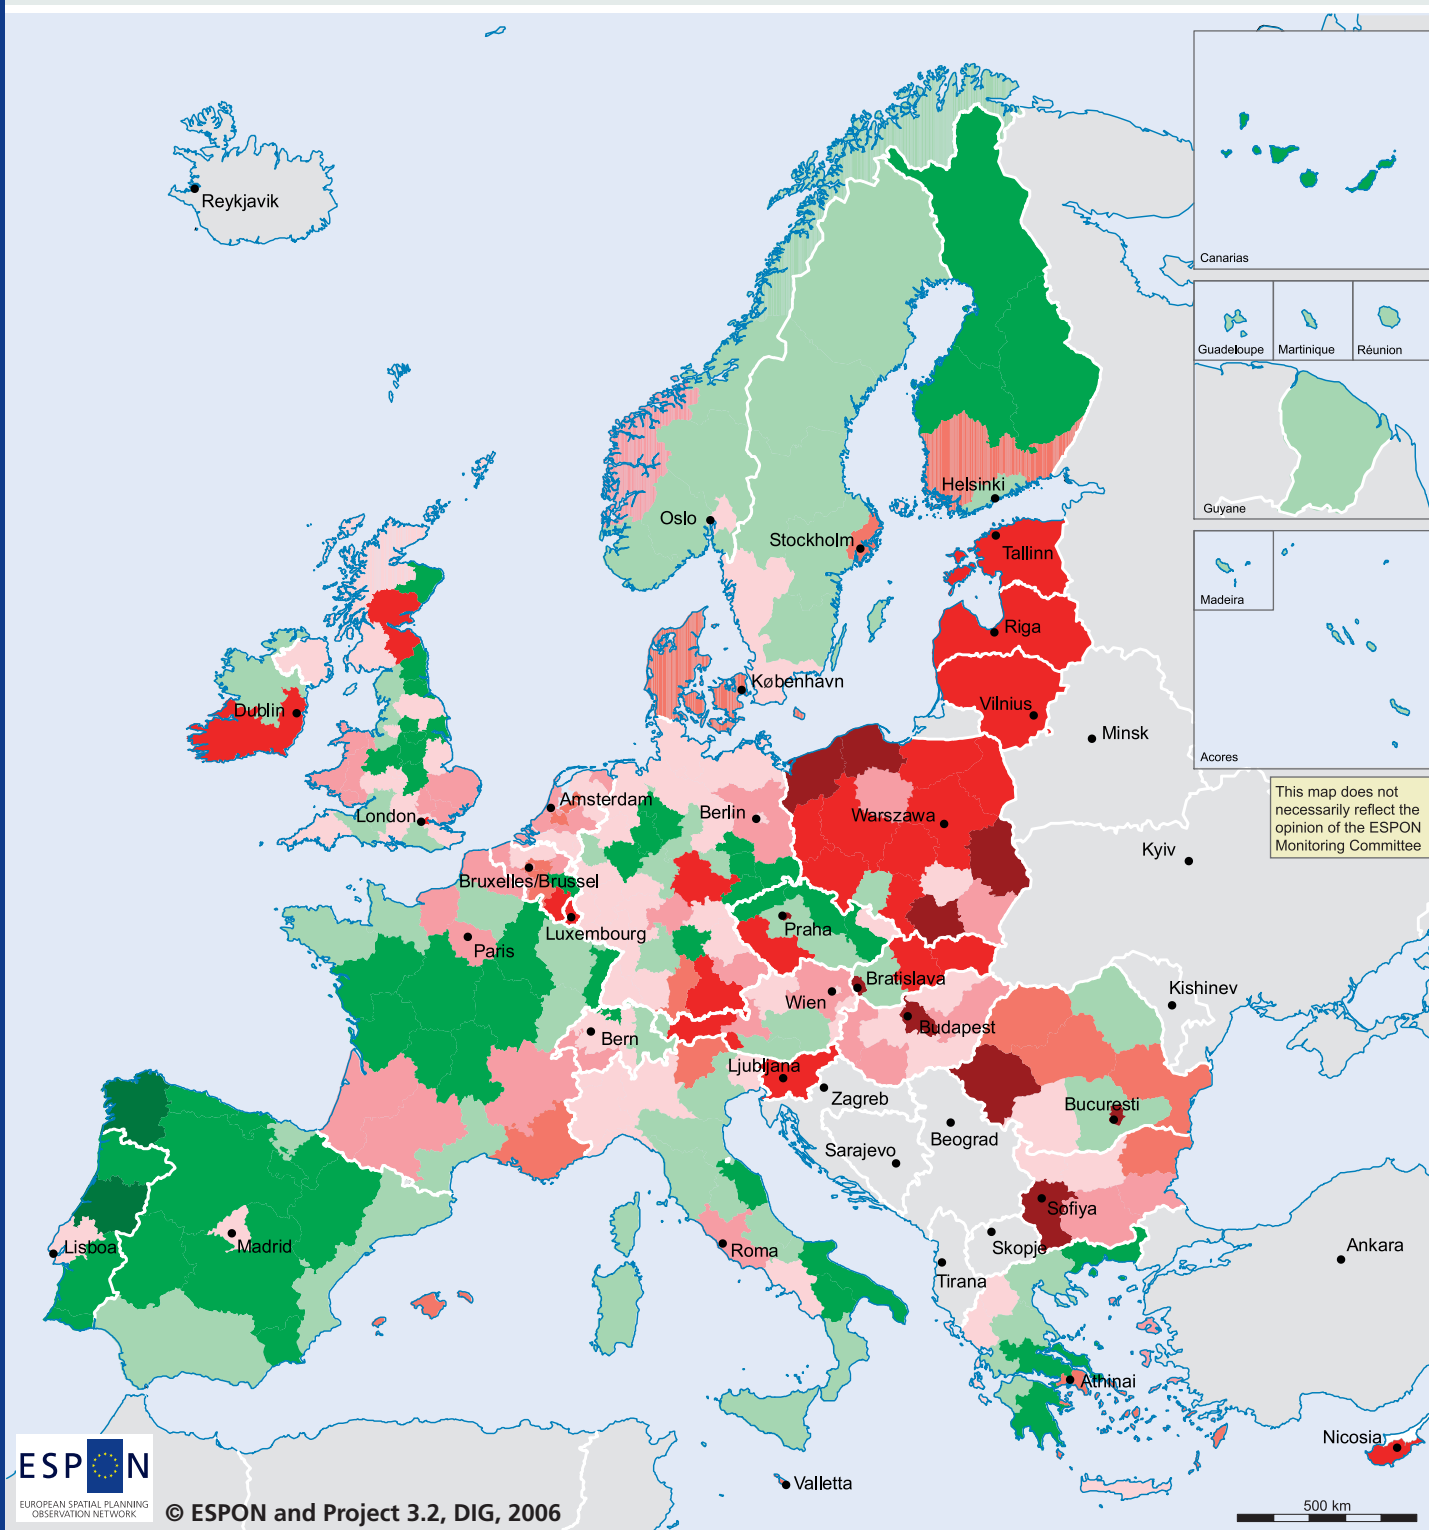 Reykjavik
Canarias
Guadeloupe
Martinique
Réunion
Guyane
Helsinki
Oslo
Stockholm
Tallinn
Madeira
Riga
København
Dublin
Vilnius
Minsk
Acores
This map does not
necessarily reflect the
opinion of the ESPON
Monitoring Committee
Amsterdam
London
Berlin
Warszawa
Kyiv
Bruxelles/Brussel
Luxembourg
Praha
Paris
Bratislava
Kishinev
Wien
Budapest
Bern
Ljubljana
Zagreb
Bucuresti
Beograd
Sarajevo
Sofiya
Lisboa
Madrid
Roma
Skopje
Ankara
Tirana
Athinai
Nicosia
Valletta
ESPON
EUROPEAN SPATIAL PLANNING
OBSERVATION NETWORK
© ESPON and Project 3.2, DIG, 2006
500 km